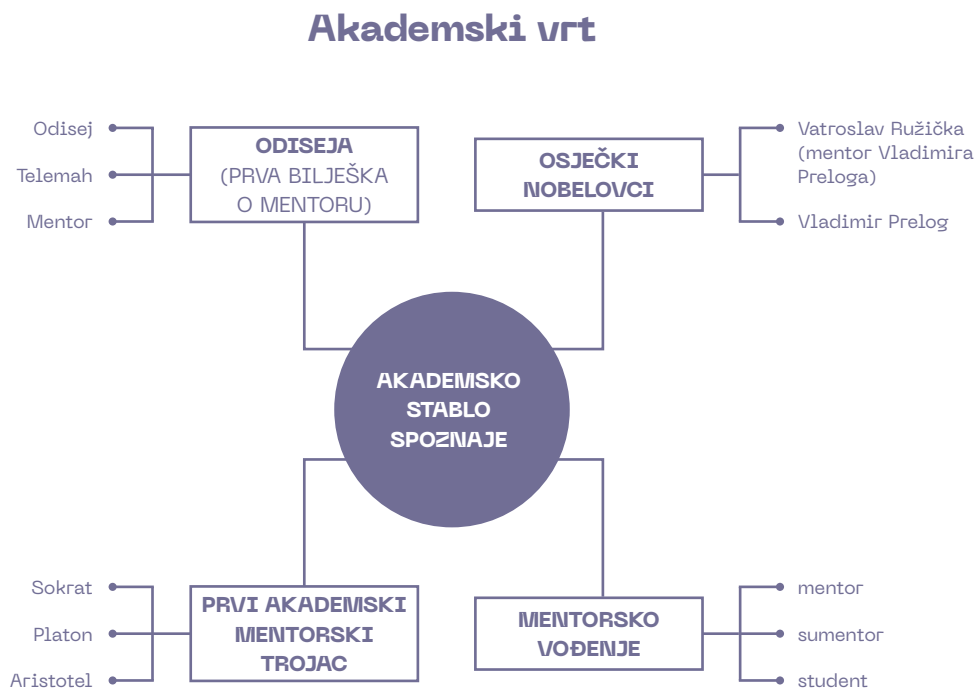 Akademski vrt
Odisej
Telemah
Mentor
ODISEJA
(PRVA BILJEŠKA
O MENTORU)
OSJEČKI
NOBELOVCI
Vatroslav Ružička
(mentor Vladimira
Preloga)
Vladimir Prelog
AKADEMSKO
STABLO
SPOZNAJE
Sokrat
Platon
Aristotel
PRVI AKADEMSKI
MENTORSKI
TROJAC
MENTORSKO
VOĐENJE
mentor
sumentor
student